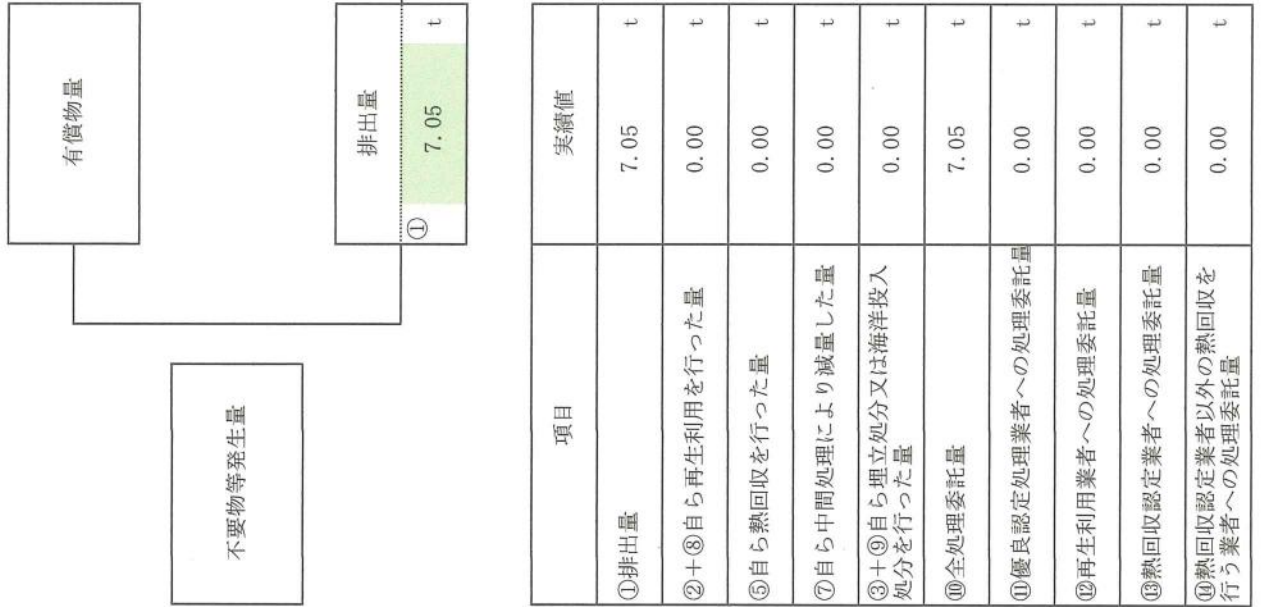 有償物量
不要物等発生量
排出量
① 7.05 t
項目 実績値
①排出量 7.05 t
②+⑧自ら再生利用を行った量 0.00 t
⑤自ら熱回収を行った量 0.00 t
⑦自ら中間処理により減量した量 0.00 t
③+⑨自ら埋立処分又は海洋投入
処分を行った量 0.00 t
⑩全処理委託量 7.05 t
⑪優良認定処理業者への処理委託量 0.00 t
⑫再生利用業者への処理委託量 0.00 t
⑬熱回収認定業者への処理委託量 0.00 t
⑭熱回収認定業者以外の熱回収を
行う業者への処理委託量 0.00 t